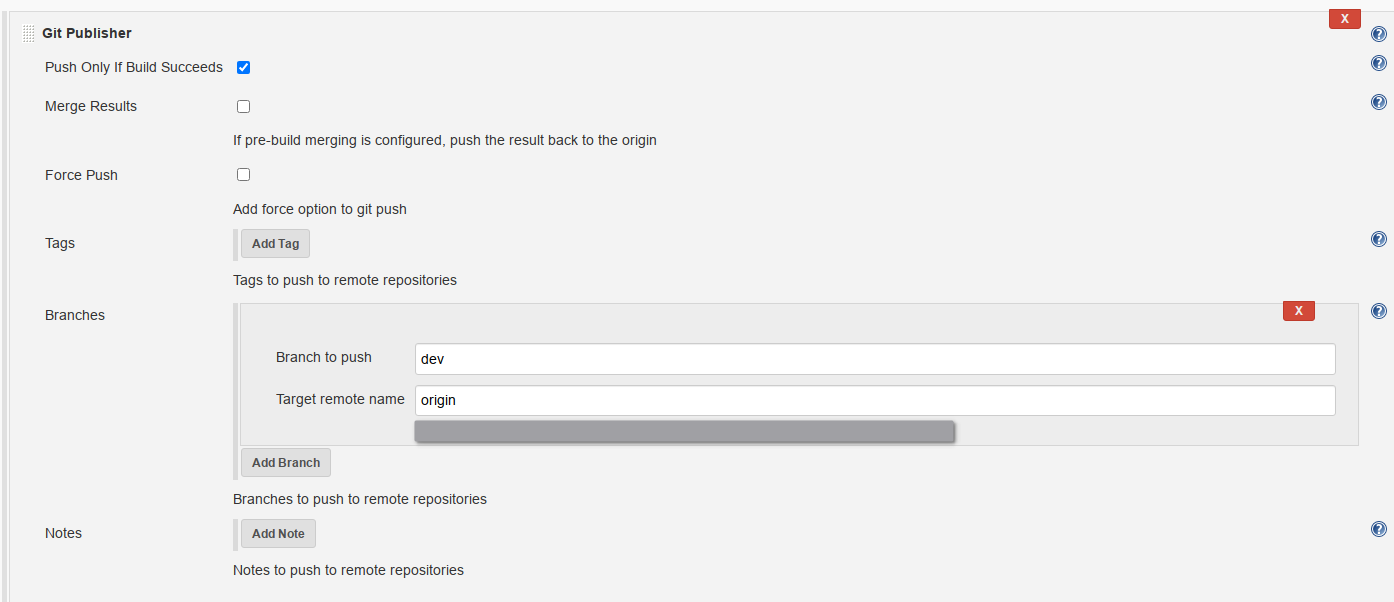 X
Git Publisher
?
Push Only If Build Succeeds
?
Merge Results
?
If pre-build merging is configured, push the result back to the origin
Force Push
Add force option to git push
Tags
Add Tag
?
Tags to push to remote repositories
Branches
X
?
Branch to push
dev
Target remote name
origin
Add Branch
Branches to push to remote repositories
Notes
Add Note
?
Notes to push to remote repositories